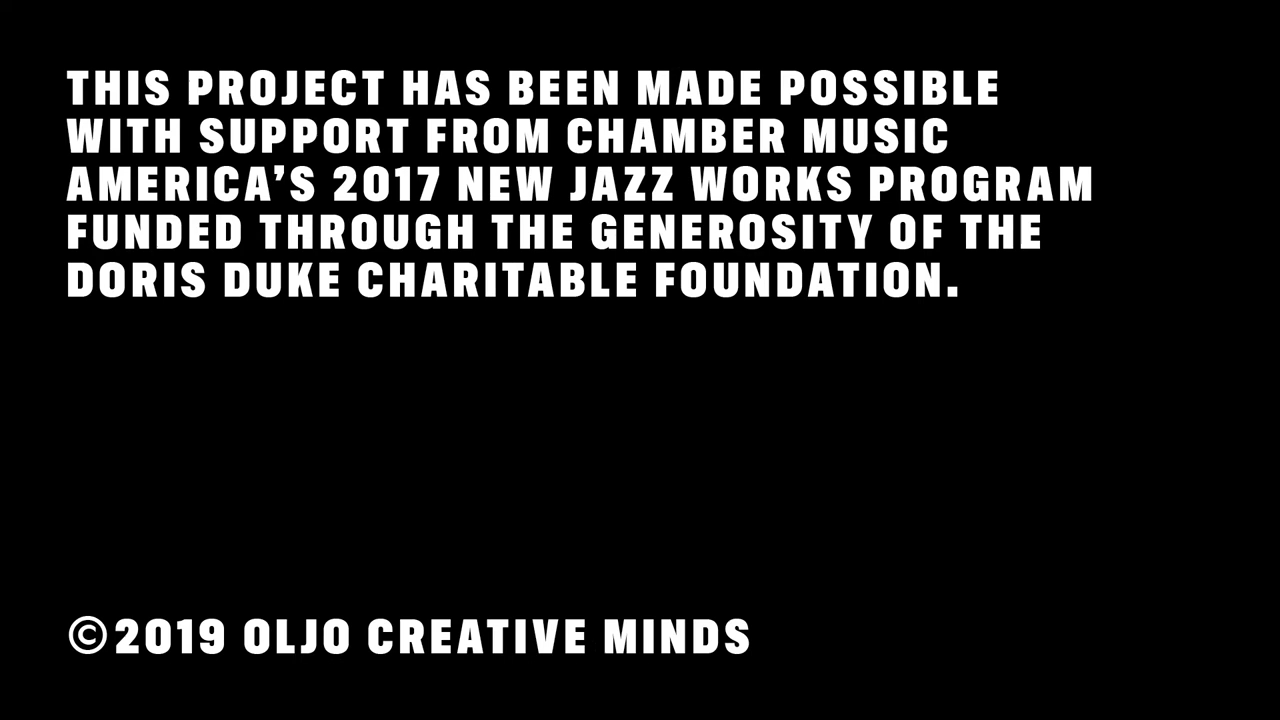 THIS PROJECT HAS BEEN MADE POSSIBLE
WITH SUPPORT FROM CHAMBER MUSIC
AMERICA’S 2017 NEW JAZZ WORKS PROGRAM
FUNDED THROUGH THE GENEROSITY OF THE
DORIS DUKE CHARITABLE FOUNDATION.
©2019 OLJO CREATIVE MINDS